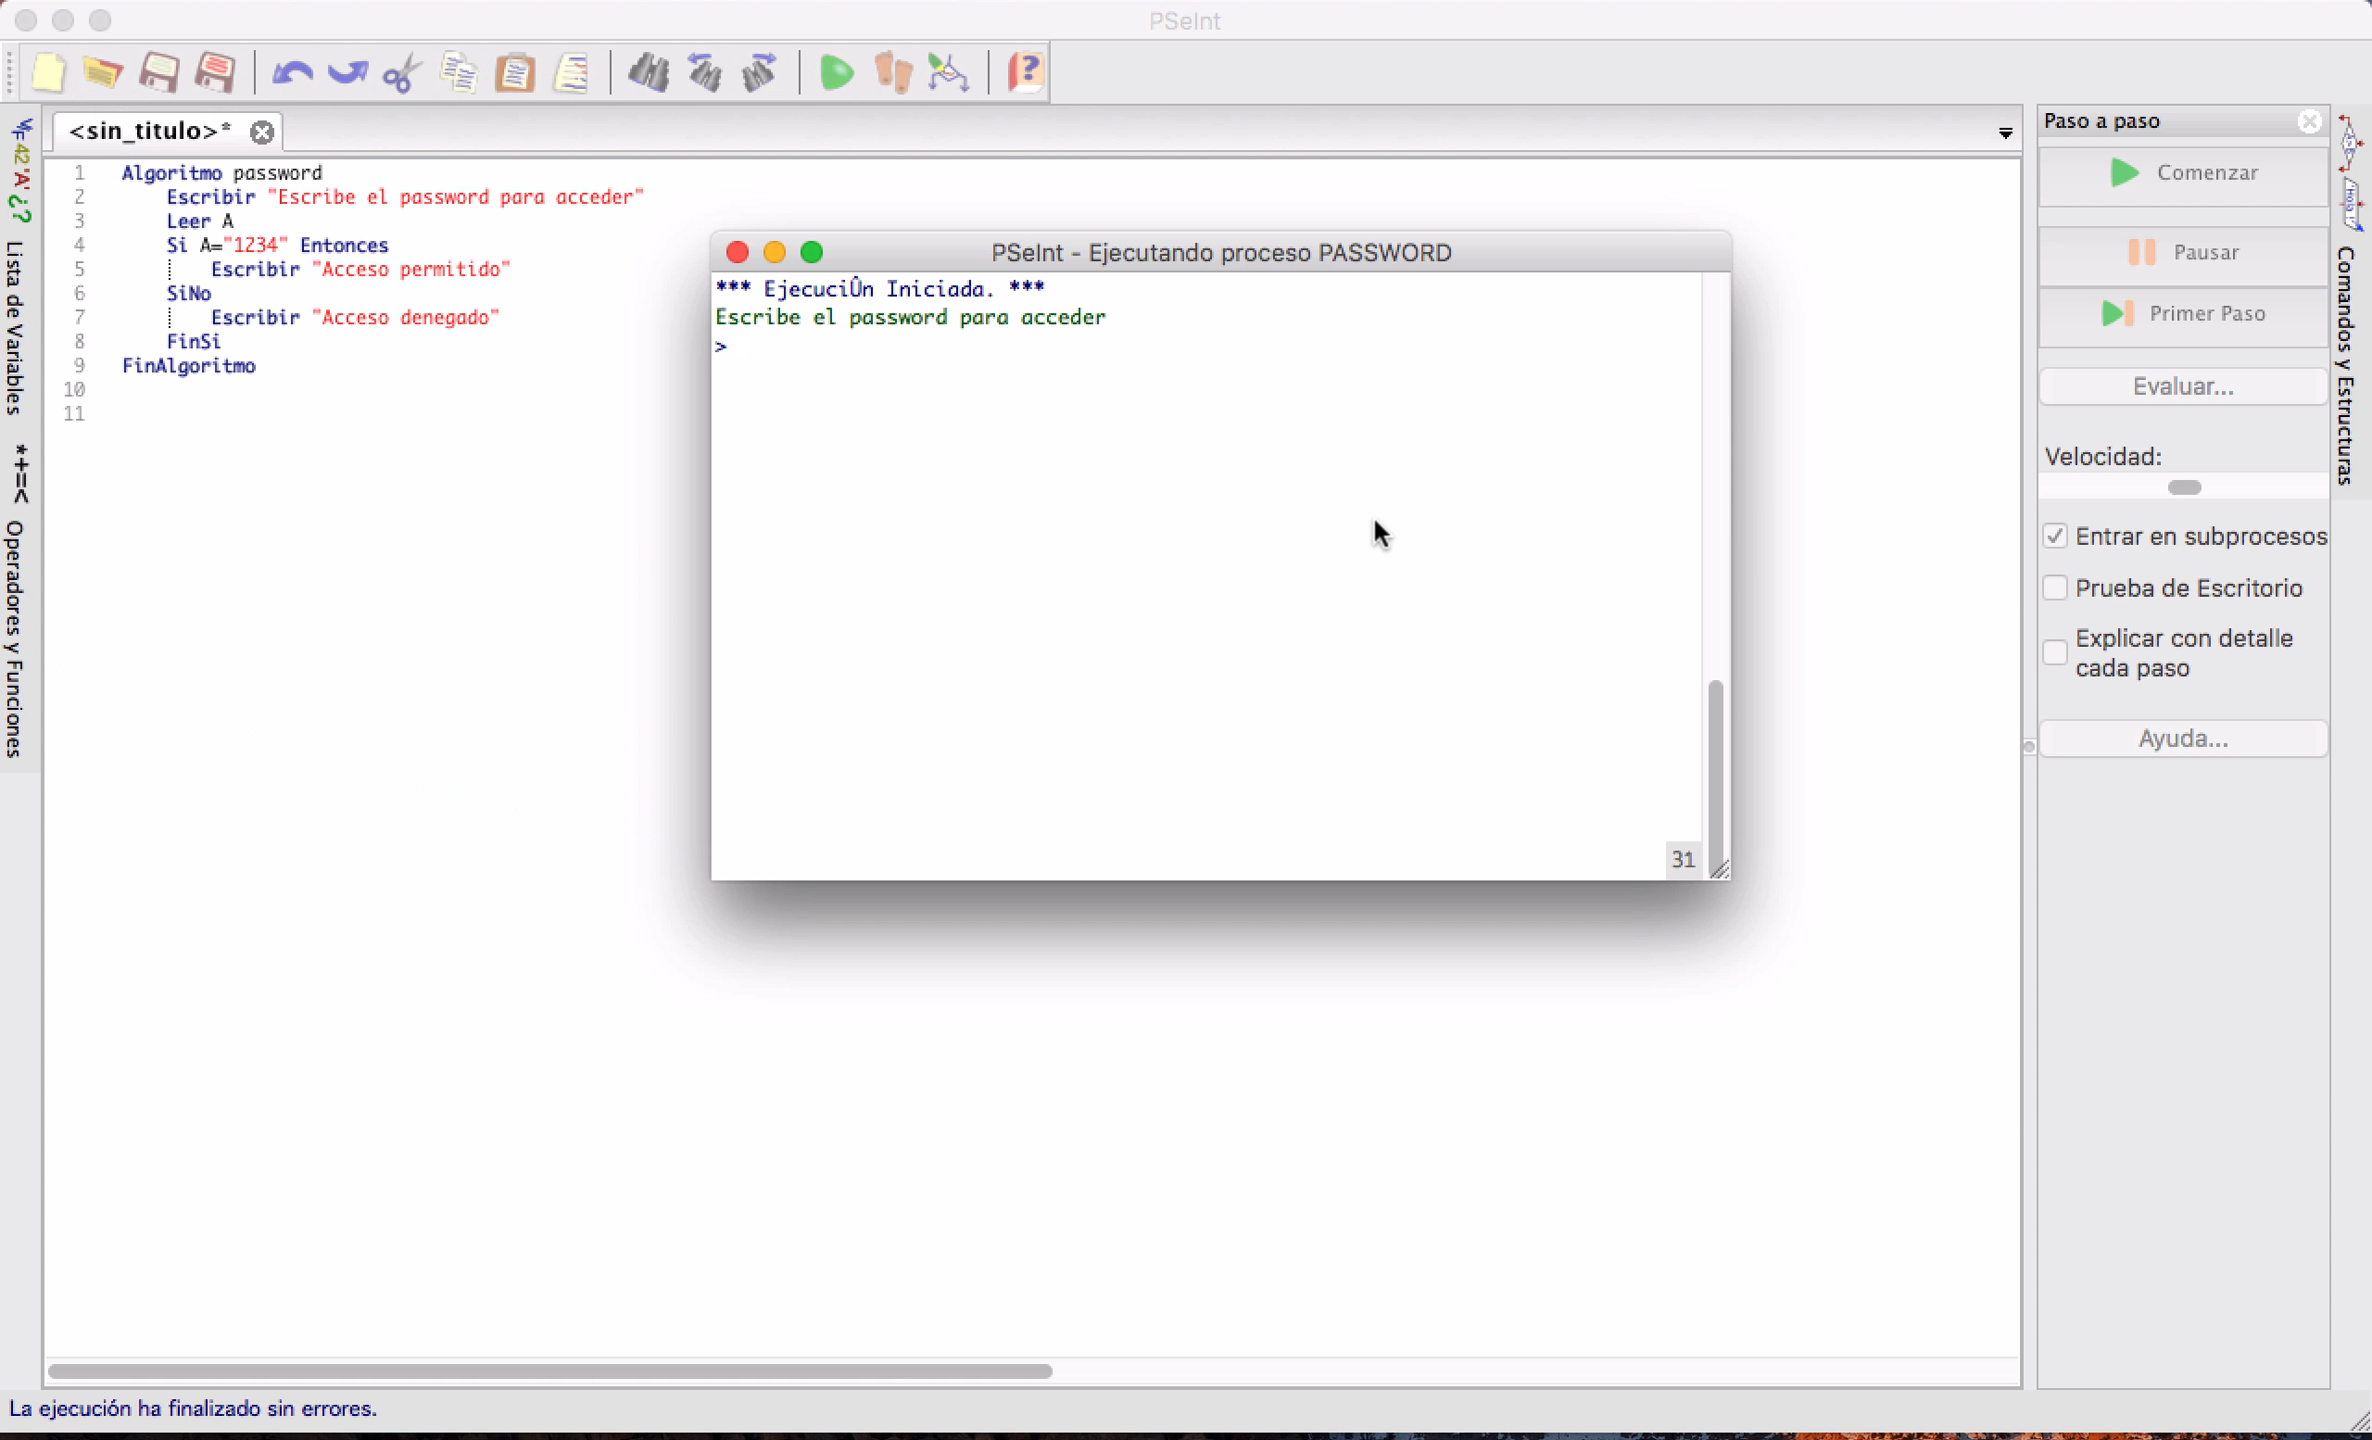 PSeInt
<sin_titulo>*
1 Algoritmo password
2 Escribir "Escribe el password para acceder"
3 Leer A
4 Si A="1234" Entonces
5 Escribir "Acceso permitido"
6 SiNo
7 Escribir "Acceso denegado"
8 FinSi
9 FinAlgoritmo
10
11
42 'A' ¿? Lista de Variables
*+=< Operadores y Funciones
PSeInt - Ejecutando proceso PASSWORD
*** EjecuciÛn Iniciada. ***
Escribe el password para acceder
>
31
Paso a paso
Comenzar
Pausar
Primer Paso
Evaluar...
Velocidad:
Entrar en subprocesos
Prueba de Escritorio
Explicar con detalle
cada paso
Ayuda...
Comandos y Estructuras
La ejecución ha finalizado sin errores.